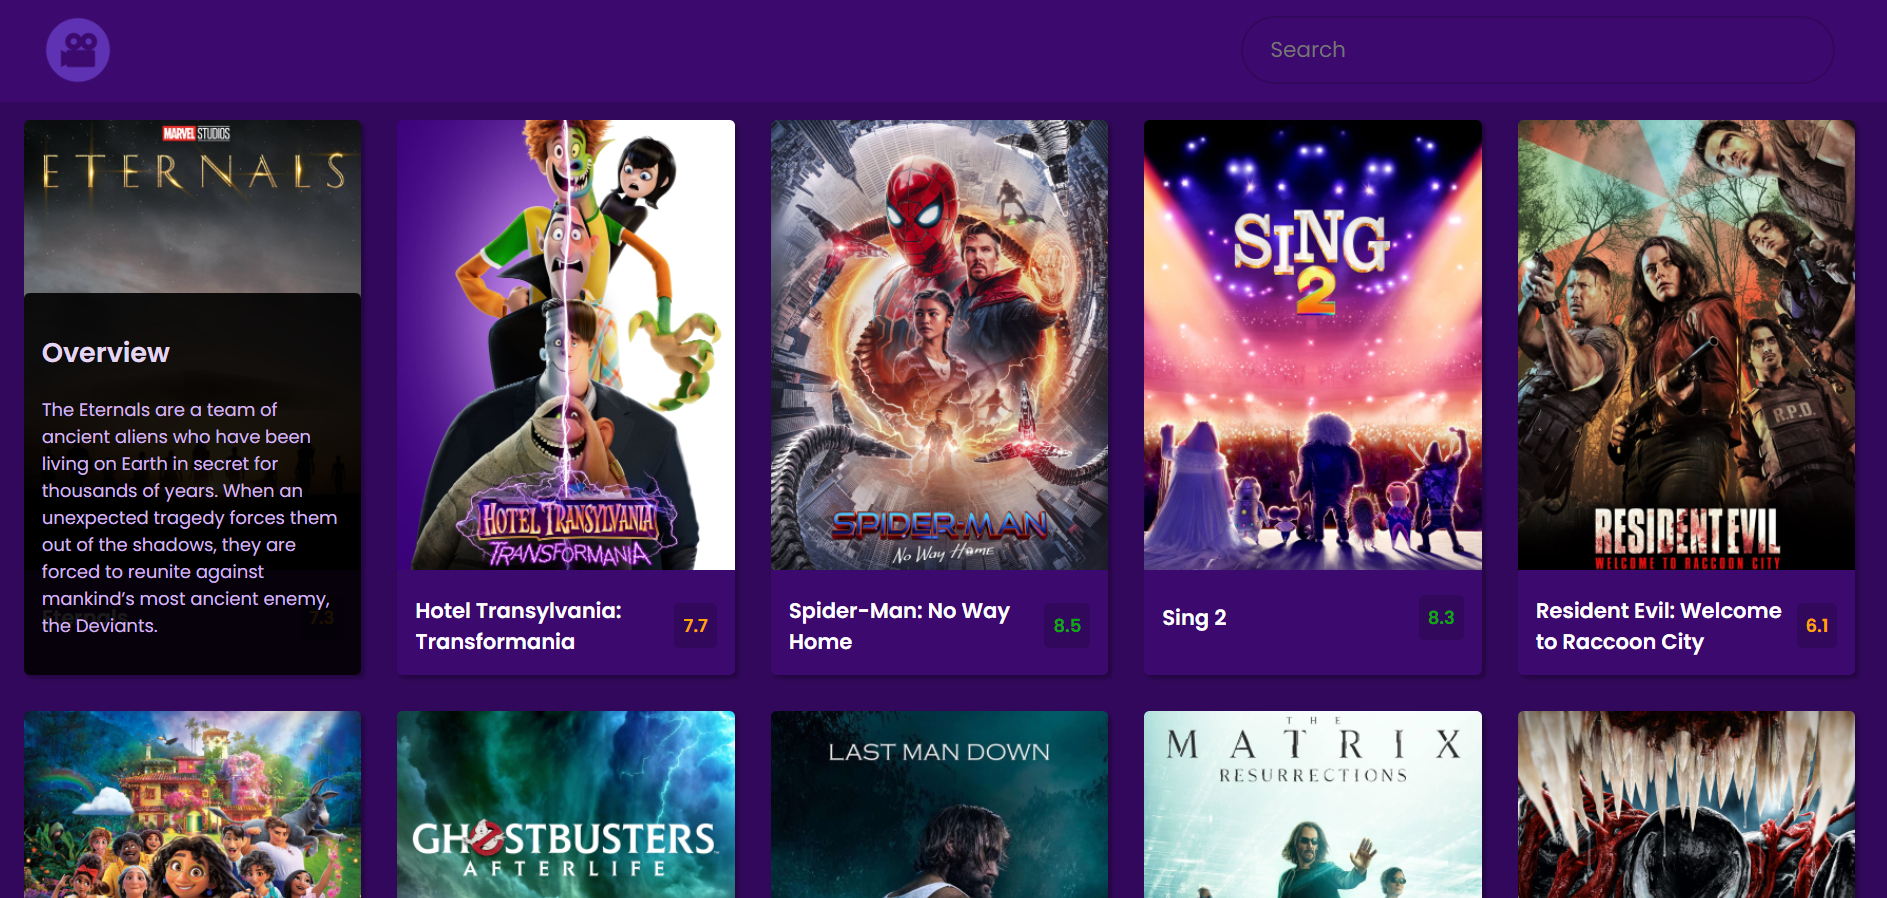 Search
MARVEL STUDIOS
ETERNALS
Overview
The Eternals are a team of
ancient aliens who have been
living on Earth in secret for
thousands of years. When an
unexpected tragedy forces them
out of the shadows, they are
forced to reunite against
mankind’s most ancient enemy,
the Deviants.
Eternals
7.3
HOTEL TRANSYLVANIA
TRANSFORMANIA
Hotel Transylvania:
Transformania
7.7
SPIDER-MAN
No Way Home
Spider-Man: No Way
Home
8.5
SING
2
Sing 2
8.3
R.P.D.
RESIDENT EVIL
WELCOME TO RACCOON CITY
Resident Evil: Welcome
to Raccoon City
6.1
GHOSTBUSTERS
AFTERLIFE
LAST MAN DOWN
THE
MATRIX
RESURRECTIONS